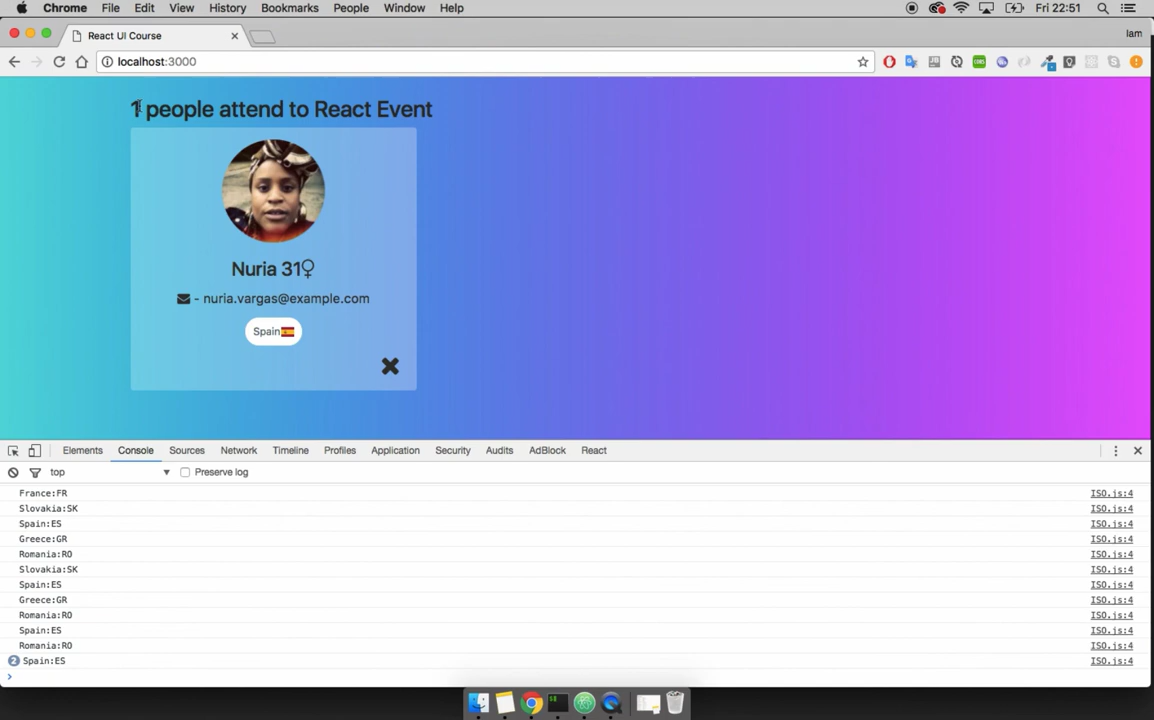 Chrome File Edit View History Bookmarks People Window Help Fri 22:51
React UI Course
Iam
localhost:3000
1 people attend to React Event
Nuria 31♀
- nuria.vargas@example.com
Spain
Elements Console Sources Network Timeline Profiles Application Security Audits AdBlock React
top Preserve log
France:FR ISO.js:4
Slovakia:SK ISO.js:4
Spain:ES ISO.js:4
Greece:GR ISO.js:4
Romania:RO ISO.js:4
Slovakia:SK ISO.js:4
Spain:ES ISO.js:4
Greece:GR ISO.js:4
Romania:RO ISO.js:4
Spain:ES ISO.js:4
Romania:RO ISO.js:4
2 Spain:ES ISO.js:4
>